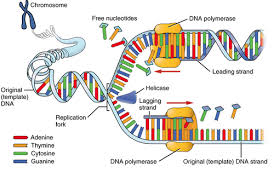 Chromosome
Free nucleotides
DNA polymerase
Leading strand
Original
(template)
DNA
Helicase
Replication
fork
Lagging
strand
Adenine
Thymine
Cytosine
Guanine
DNA polymerase
Original (template) DNA strand